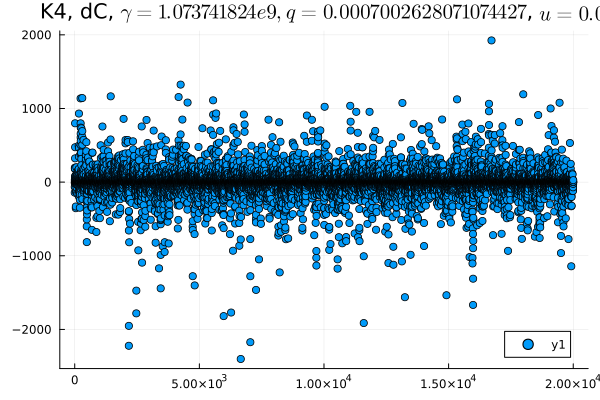 K4, dC, γ = 1.073741824e9, q = 0.0007002628071074427, u = 0.0
2000
1000
0
−1000
−2000
y1
0 5.00×10³ 1.00×10⁴ 1.50×10⁴ 2.00×10⁴